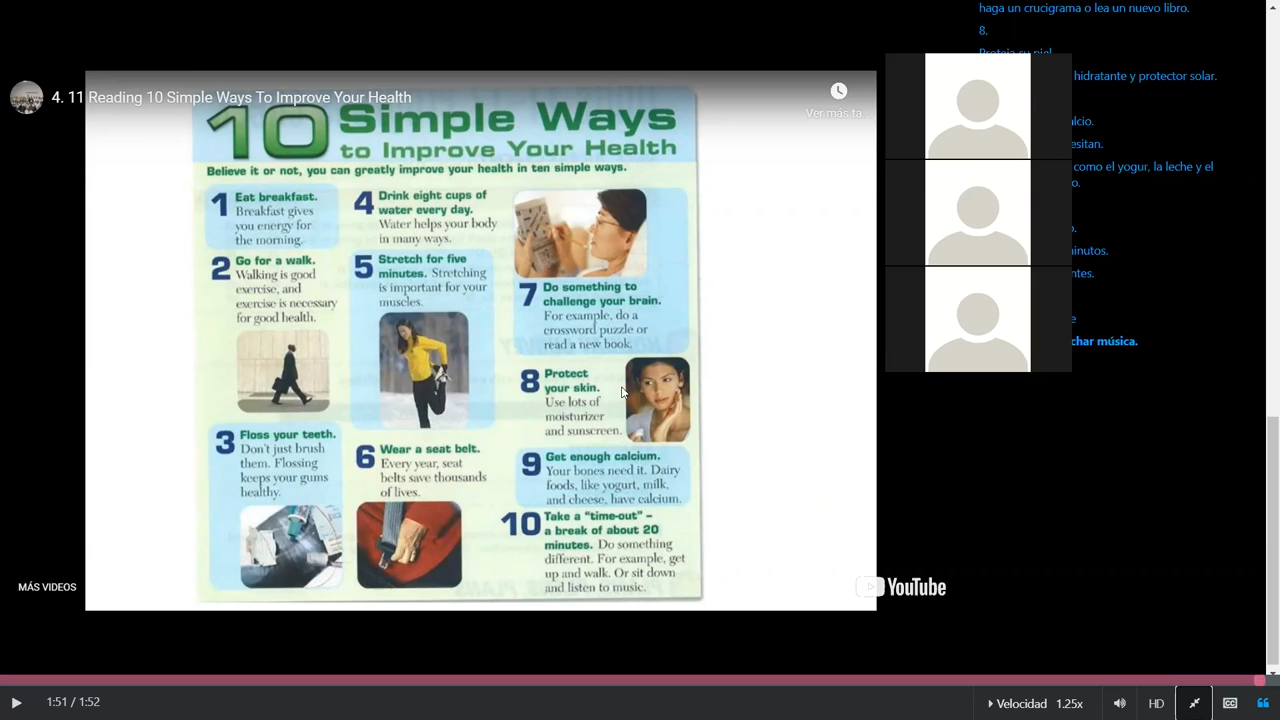 haga un crucigrama o lea un nuevo libro.
8.
Proteja su piel
hidratante y protector solar.
alcio.
esitan.
como el yogur, la leche y el
o.
o.
minutos.
ntes.
e
char música.
4. 11 Reading 10 Simple Ways To Improve Your Health
Ver más ta...
10 Simple Ways
to Improve Your Health
Believe it or not, you can greatly improve your health in ten simple ways.
1 Eat breakfast.
Breakfast gives
you energy for
the morning.
2 Go for a walk.
Walking is good
exercise, and
exercise is necessary
for good health.
3 Floss your teeth.
Don't just brush
them. Flossing
keeps your gums
healthy.
4 Drink eight cups of
water every day.
Water helps your body
in many ways.
5 Stretch for five
minutes. Stretching
is important for your
muscles.
6 Wear a seat belt.
Every year, seat
belts save thousands
of lives.
7 Do something to
challenge your brain.
For example, do a
crossword puzzle or
read a new book.
8 Protect
your skin.
Use lots of
moisturizer
and sunscreen.
9 Get enough calcium.
Your bones need it. Dairy
foods, like yogurt, milk,
and cheese, have calcium.
10 Take a “time-out” –
a break of about 20
minutes. Do something
different. For example, get
up and walk. Or sit down
and listen to music.
MÁS VIDEOS
YouTube
1:51 / 1:52
Velocidad 1.25x
HD
CC